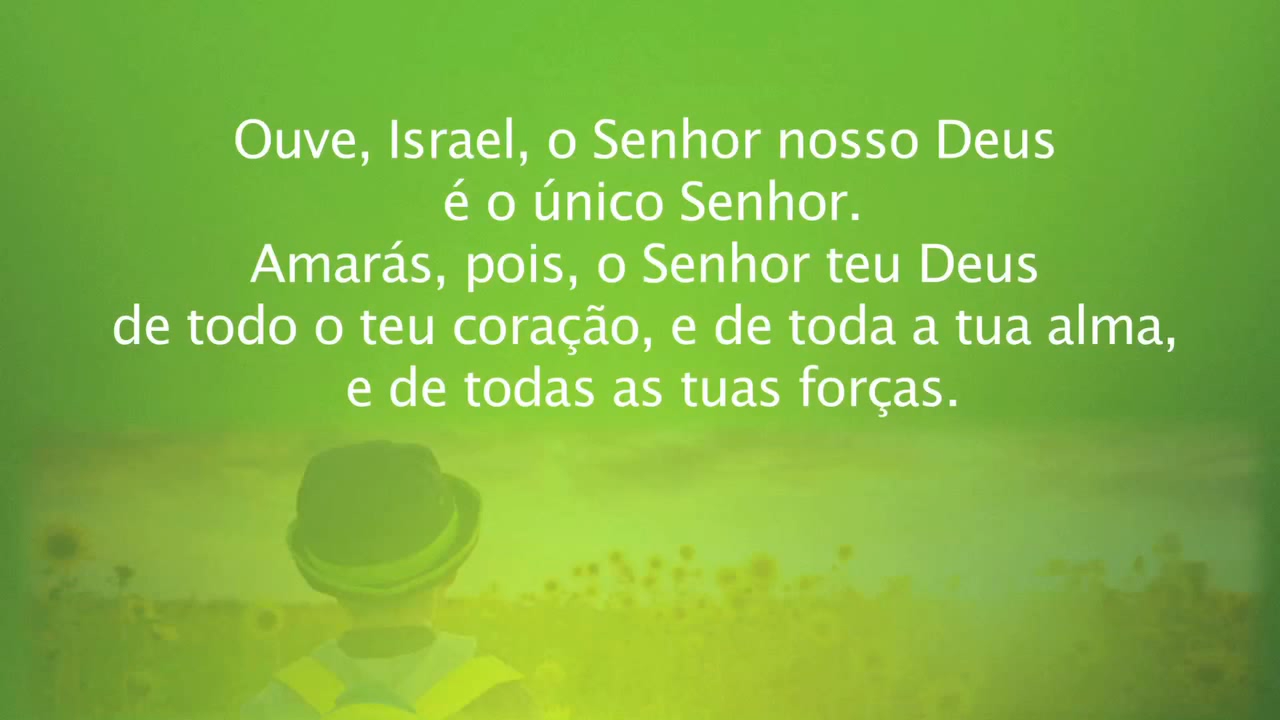 Ouve, Israel, o Senhor nosso Deus
é o único Senhor.
Amarás, pois, o Senhor teu Deus
de todo o teu coração, e de toda a tua alma,
e de todas as tuas forças.